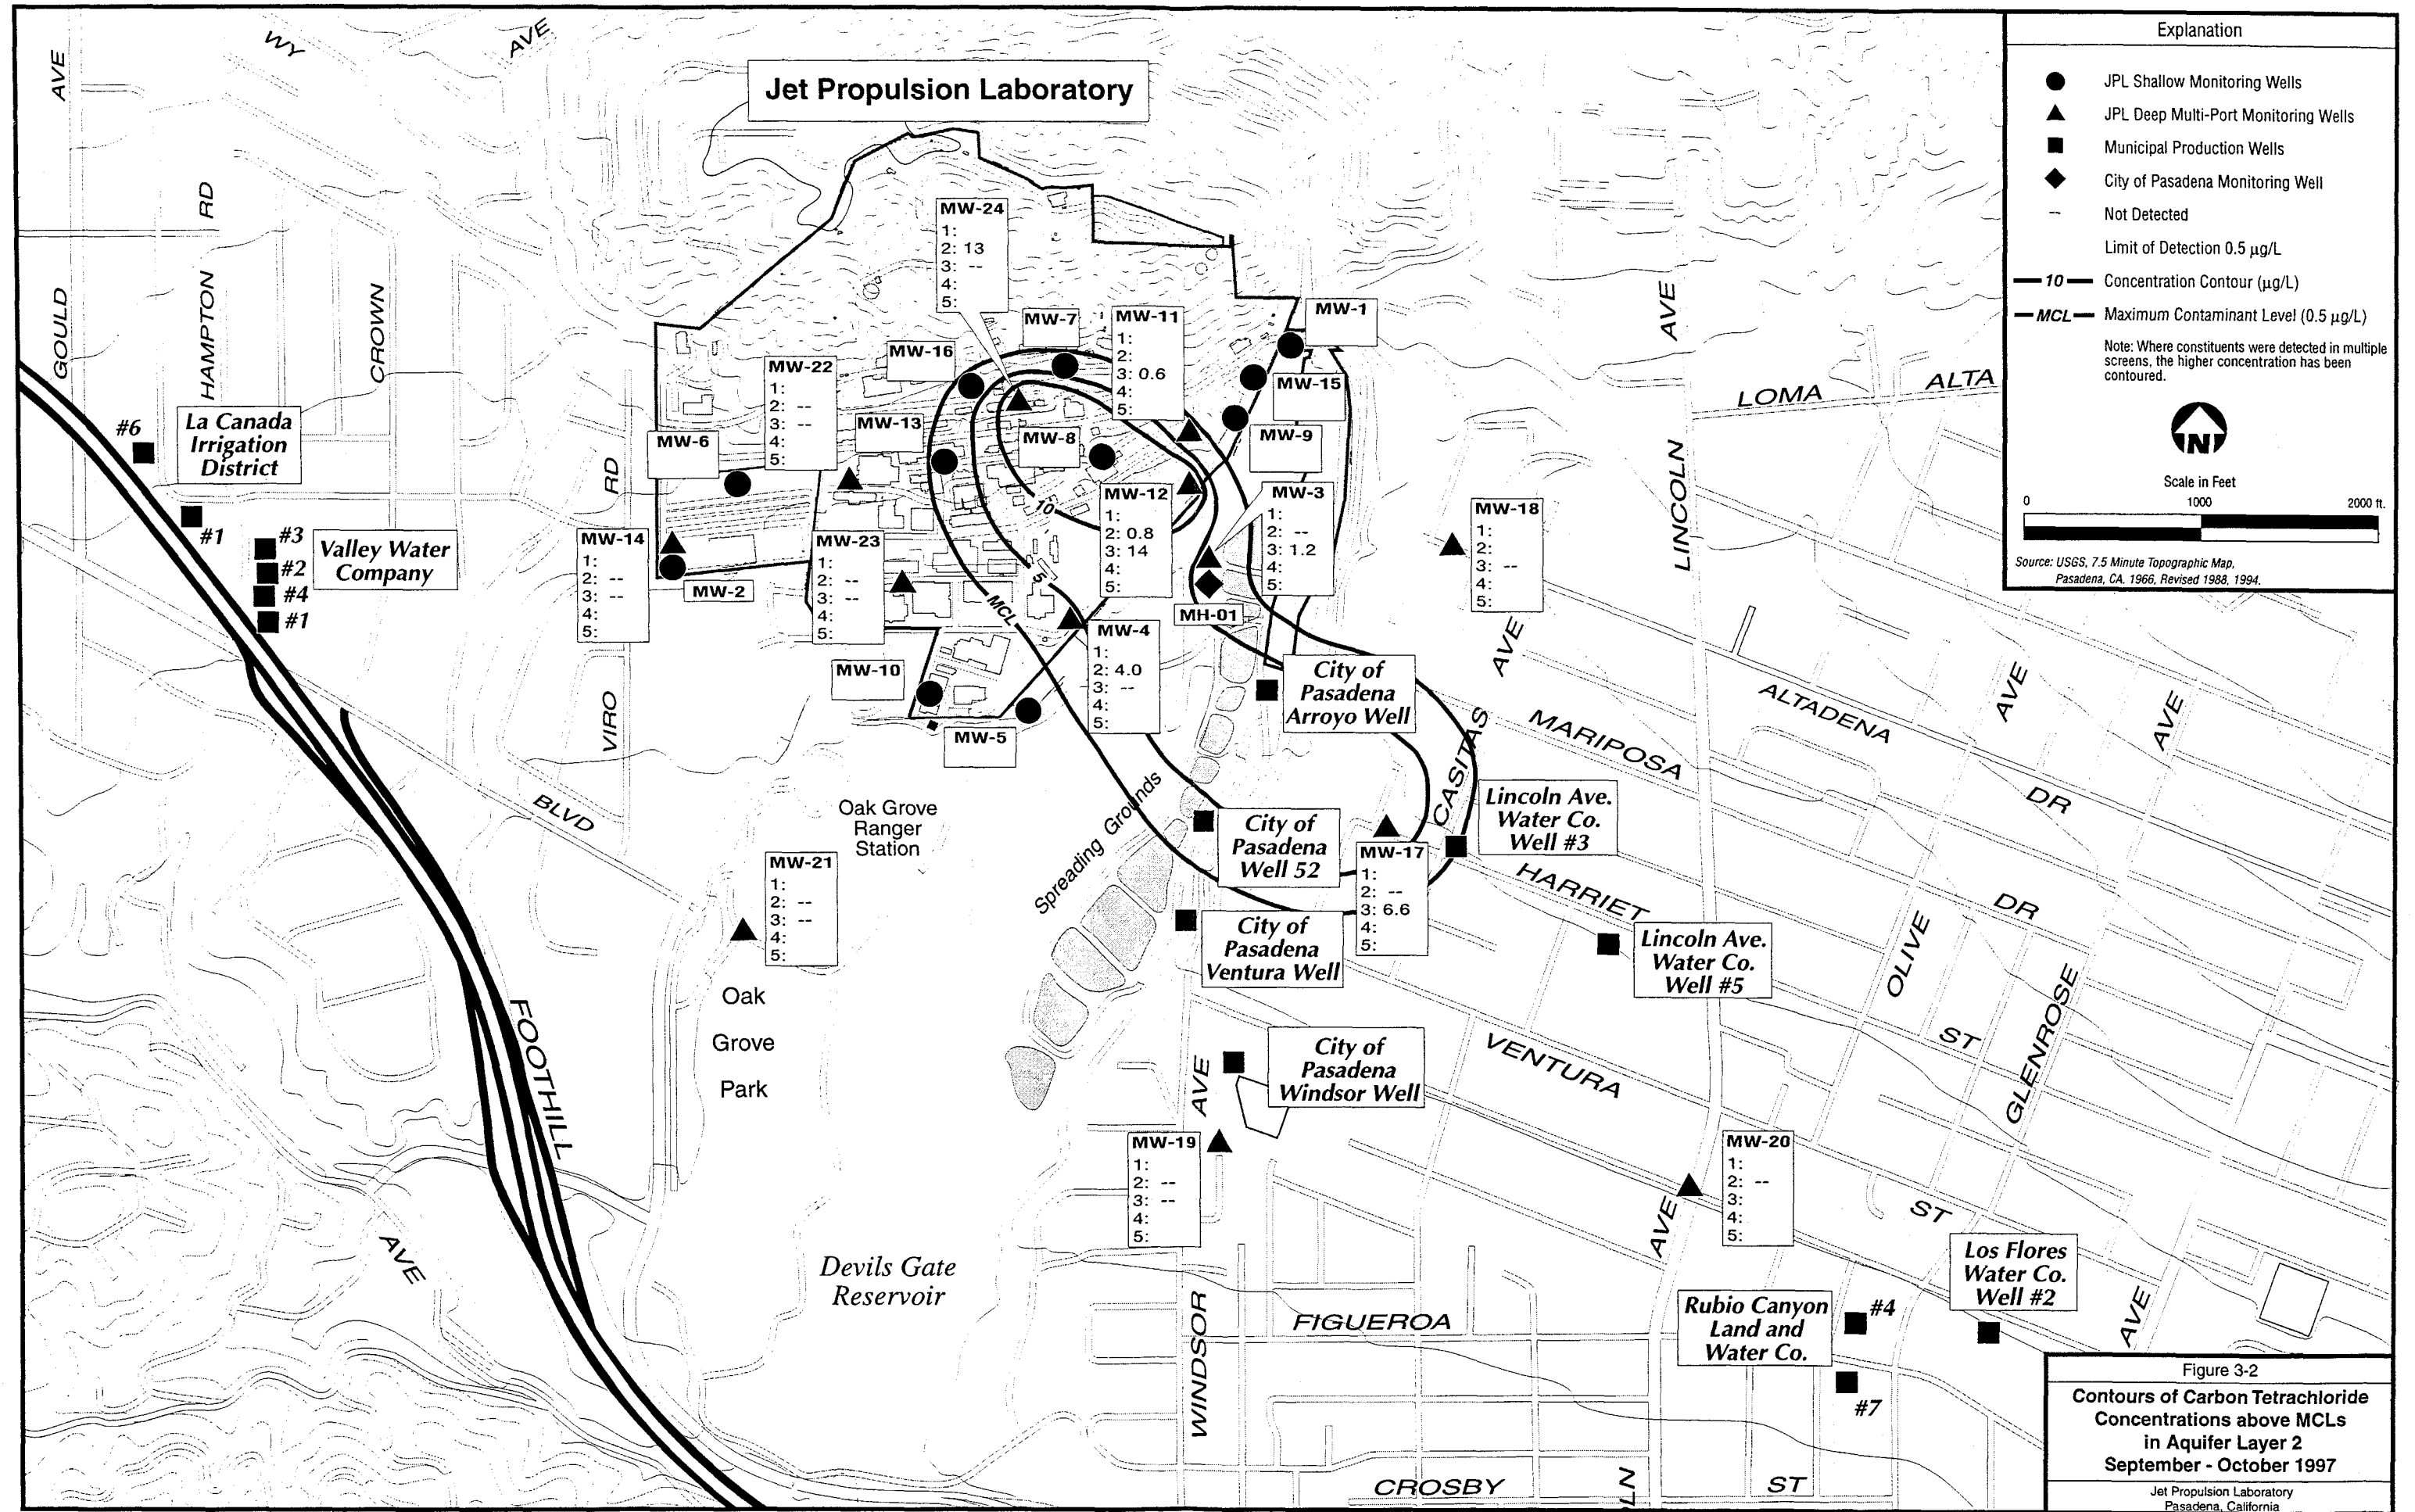 AVE
WY
AVE
Jet Propulsion Laboratory
Explanation
JPL Shallow Monitoring Wells
JPL Deep Multi-Port Monitoring Wells
Municipal Production Wells
City of Pasadena Monitoring Well
-- Not Detected
Limit of Detection 0.5 µg/L
10 Concentration Contour (µg/L)
MCL Maximum Contaminant Level (0.5 µg/L)
Note: Where constituents were detected in multiple
screens, the higher concentration has been
contoured.
N
Scale in Feet
0 1000 2000 ft.
Source: USGS, 7.5 Minute Topographic Map,
Pasadena, CA. 1966, Revised 1988, 1994.
GOULD
HAMPTON
RD
CROWN
#6
La Canada
Irrigation
District
#1
#3
#2
#4
#1
Valley Water
Company
RD
VIRO
BLVD
FOOTHILL
AVE
MW-24
1:
2: 13
3: --
4:
5:
MW-7
MW-11
1:
2:
3: 0.6
4:
5:
MW-1
MW-16
MW-22
1:
2: --
3: --
4:
5:
MW-15
MW-13
MW-6
MW-8
MW-9
10
MW-12
1:
2: 0.8
3: 14
4:
5:
MW-3
1:
2: --
3: 1.2
4:
5:
MW-18
1:
2:
3: --
4:
5:
MW-14
1:
2: --
3: --
4:
5:
MW-2
MW-23
1:
2: --
3: --
4:
5:
5
MCL
MH-01
MW-4
1:
2: 4.0
3: --
4:
5:
MW-10
MW-5
City of
Pasadena
Arroyo Well
AVE
LINCOLN
AVE
LOMA
ALTA
ALTADENA
DR
MARIPOSA
DR
CASITAS
AVE
AVE
Oak Grove
Ranger
Station
Spreading Grounds
City of
Pasadena
Well 52
Lincoln Ave.
Water Co.
Well #3
MW-17
1:
2: --
3: 6.6
4:
5:
HARRIET
ST
MW-21
1:
2: --
3: --
4:
5:
City of
Pasadena
Ventura Well
Lincoln Ave.
Water Co.
Well #5
OLIVE
GLENROSE
Oak
Grove
Park
City of
Pasadena
Windsor Well
VENTURA
ST
AVE
MW-19
1:
2: --
3: --
4:
5:
MW-20
1:
2: --
3:
4:
5:
AVE
Devils Gate
Reservoir
WINDSOR
FIGUEROA
Rubio Canyon
Land and
Water Co.
#4
#7
Los Flores
Water Co.
Well #2
AVE
CROSBY
LN
ST
Figure 3-2
Contours of Carbon Tetrachloride
Concentrations above MCLs
in Aquifer Layer 2
September - October 1997
Jet Propulsion Laboratory
Pasadena, California